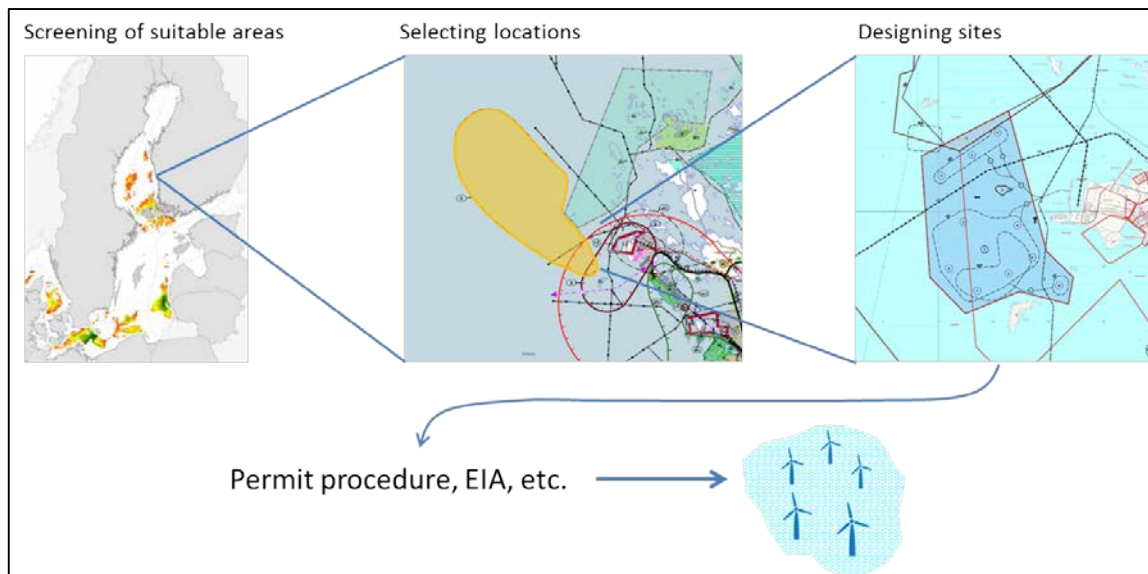 Screening of suitable areas
Selecting locations
Designing sites
Permit procedure, EIA, etc.